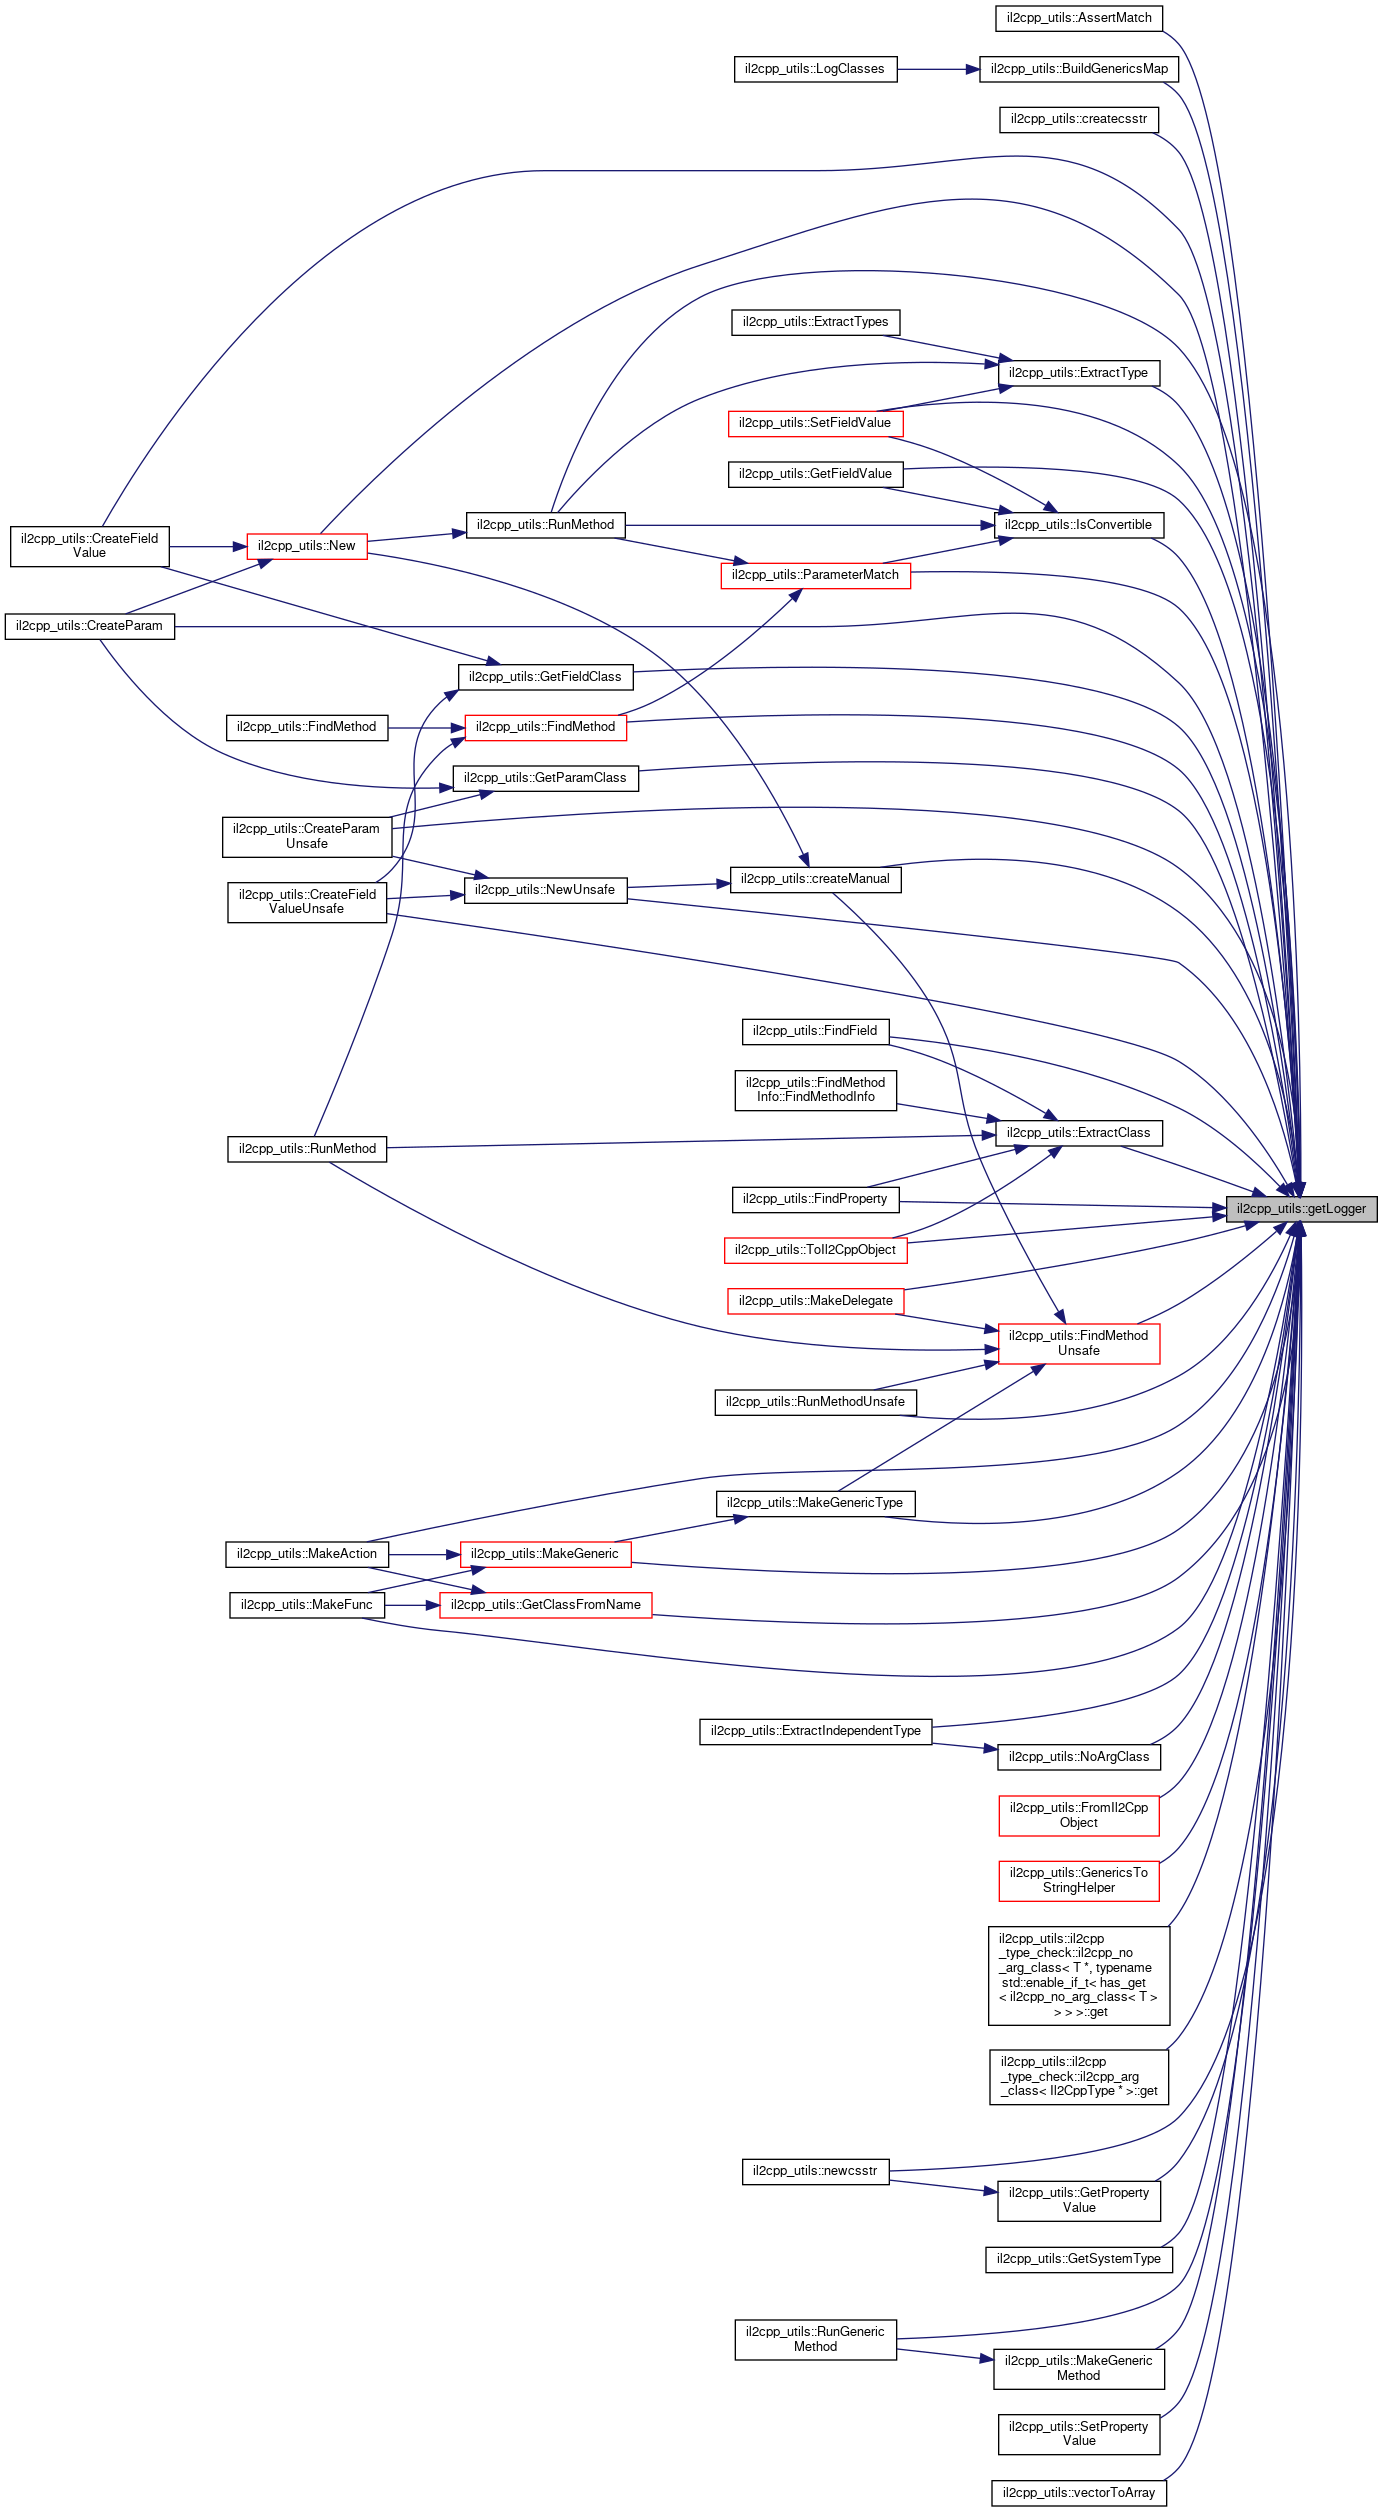 il2cpp_utils::AssertMatch
il2cpp_utils::LogClasses
il2cpp_utils::BuildGenericsMap
il2cpp_utils::createcsstr
il2cpp_utils::ExtractTypes
il2cpp_utils::ExtractType
il2cpp_utils::SetFieldValue
il2cpp_utils::GetFieldValue
il2cpp_utils::RunMethod
il2cpp_utils::IsConvertible
il2cpp_utils::CreateField
Value
il2cpp_utils::New
il2cpp_utils::ParameterMatch
il2cpp_utils::CreateParam
il2cpp_utils::GetFieldClass
il2cpp_utils::FindMethod
il2cpp_utils::FindMethod
il2cpp_utils::GetParamClass
il2cpp_utils::CreateParam
Unsafe
il2cpp_utils::createManual
il2cpp_utils::CreateField
ValueUnsafe
il2cpp_utils::NewUnsafe
il2cpp_utils::FindField
il2cpp_utils::FindMethod
Info::FindMethodInfo
il2cpp_utils::ExtractClass
il2cpp_utils::RunMethod
il2cpp_utils::FindProperty
il2cpp_utils::getLogger
il2cpp_utils::ToIl2CppObject
il2cpp_utils::MakeDelegate
il2cpp_utils::FindMethod
Unsafe
il2cpp_utils::RunMethodUnsafe
il2cpp_utils::MakeGenericType
il2cpp_utils::MakeAction
il2cpp_utils::MakeGeneric
il2cpp_utils::MakeFunc
il2cpp_utils::GetClassFromName
il2cpp_utils::ExtractIndependentType
il2cpp_utils::NoArgClass
il2cpp_utils::FromIl2Cpp
Object
il2cpp_utils::GenericsTo
StringHelper
il2cpp_utils::il2cpp
_type_check::il2cpp_no
_arg_class< T *, typename
std::enable_if_t< has_get
< il2cpp_no_arg_class< T >
> > >::get
il2cpp_utils::il2cpp
_type_check::il2cpp_arg
_class< Il2CppType * >::get
il2cpp_utils::newcsstr
il2cpp_utils::GetProperty
Value
il2cpp_utils::GetSystemType
il2cpp_utils::RunGeneric
Method
il2cpp_utils::MakeGeneric
Method
il2cpp_utils::SetProperty
Value
il2cpp_utils::vectorToArray